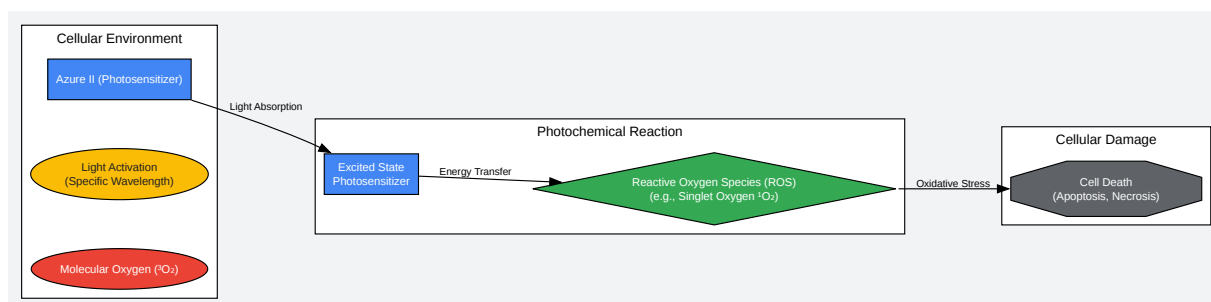 Cellular Environment
Azure II (Photosensitizer)
Light Activation
(Specific Wavelength)
Molecular Oxygen (³O₂)
Light Absorption
Photochemical Reaction
Excited State
Photosensitizer
Energy Transfer
Reactive Oxygen Species (ROS)
(e.g., Singlet Oxygen ¹O₂)
Oxidative Stress
Cellular Damage
Cell Death
(Apoptosis, Necrosis)